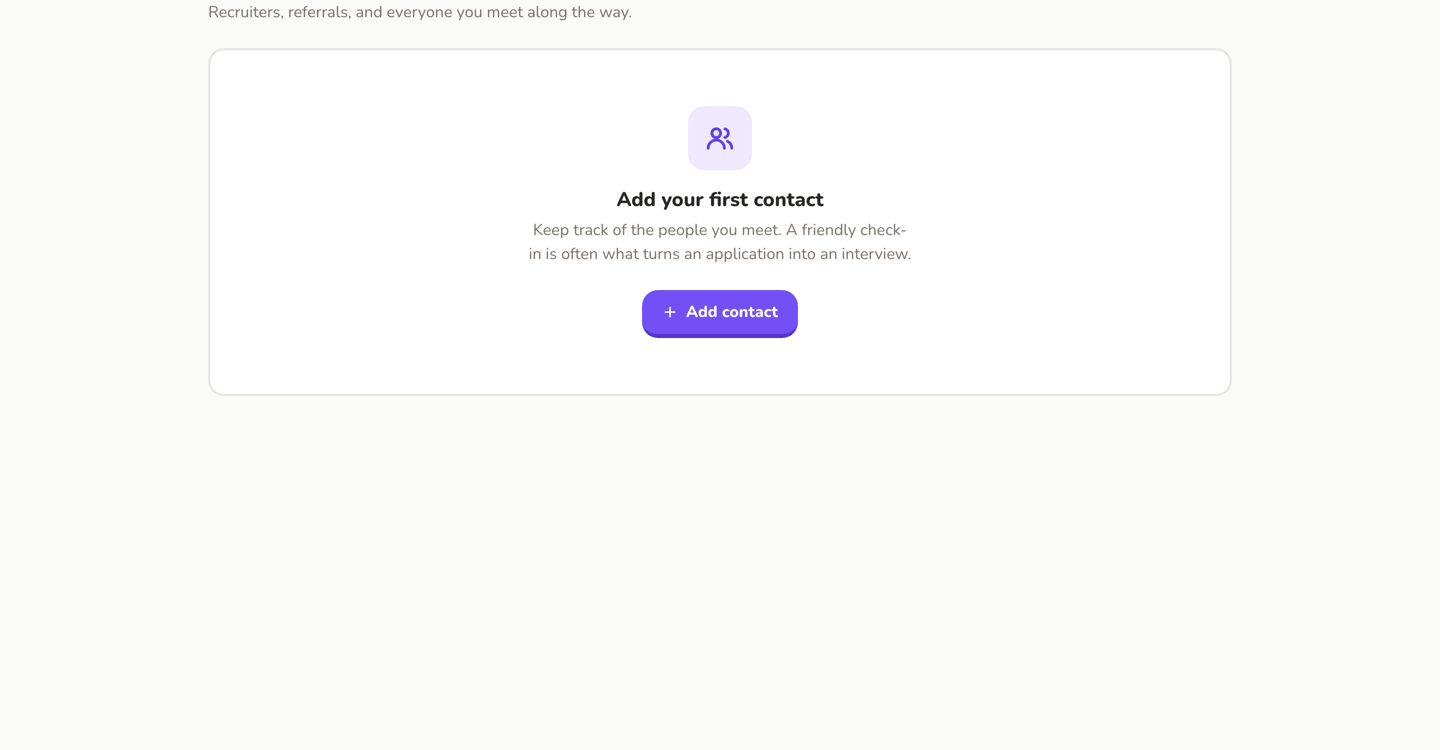 Recruiters, referrals, and everyone you meet along the way.
Add your first contact
Keep track of the people you meet. A friendly check-
in is often what turns an application into an interview.
+ Add contact